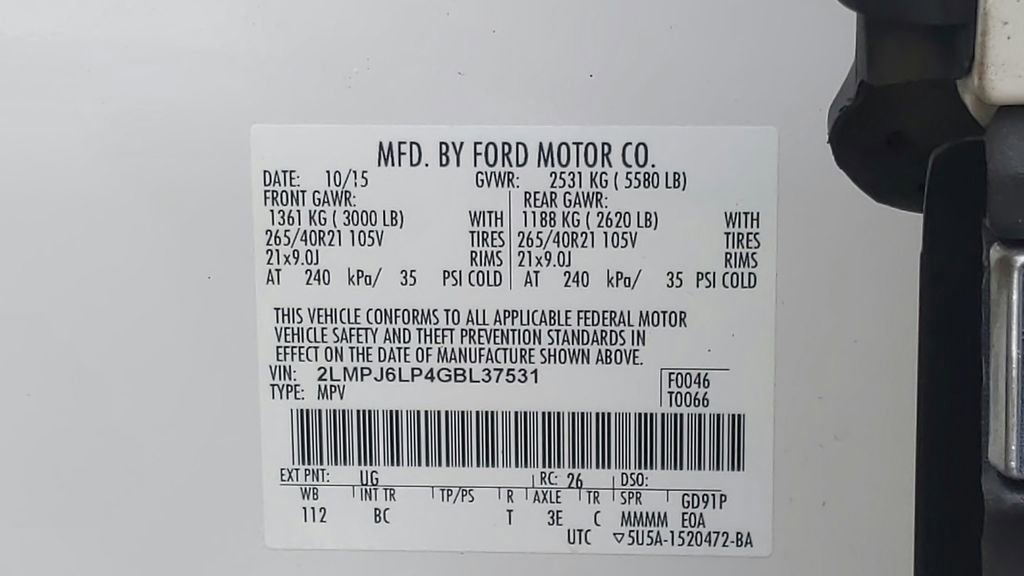 MFD. BY FORD MOTOR CO.
DATE: 10/15 GVWR: 2531 KG ( 5580 LB)
FRONT GAWR: REAR GAWR:
1361 KG ( 3000 LB) WITH 1188 KG ( 2620 LB) WITH
265/40R21 105V TIRES 265/40R21 105V TIRES
21x9.0J RIMS 21x9.0J RIMS
AT 240 kPa/ 35 PSI COLD AT 240 kPa/ 35 PSI COLD
THIS VEHICLE CONFORMS TO ALL APPLICABLE FEDERAL MOTOR
VEHICLE SAFETY AND THEFT PREVENTION STANDARDS IN
EFFECT ON THE DATE OF MANUFACTURE SHOWN ABOVE.
VIN: 2LMPJ6LP4GBL37531 F0046
TYPE: MPV T0066
EXT PNT: UG RC: 26 DSO:
WB INT TR TP/PS R AXLE TR SPR GD91P
112 BC T 3E C MMMM E0A
UTC ▽5U5A-1520472-BA